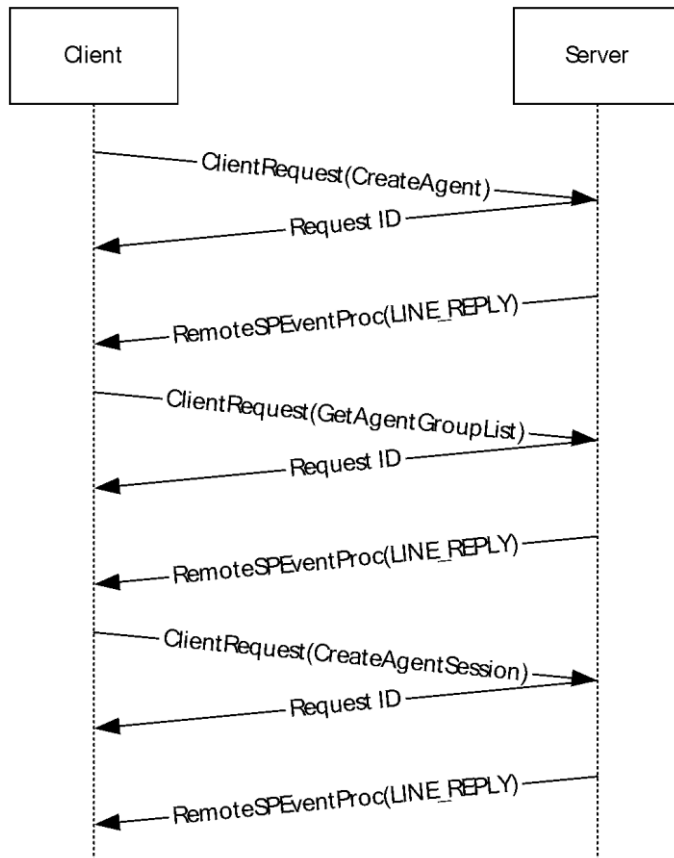 Client
Server
ClientRequest(CreateAgent)
Request ID
RemoteSPEventProc(LINE_REPLY)
ClientRequest(GetAgentGroupList)
Request ID
RemoteSPEventProc(LINE_REPLY)
ClientRequest(CreateAgentSession)
Request ID
RemoteSPEventProc(LINE_REPLY)